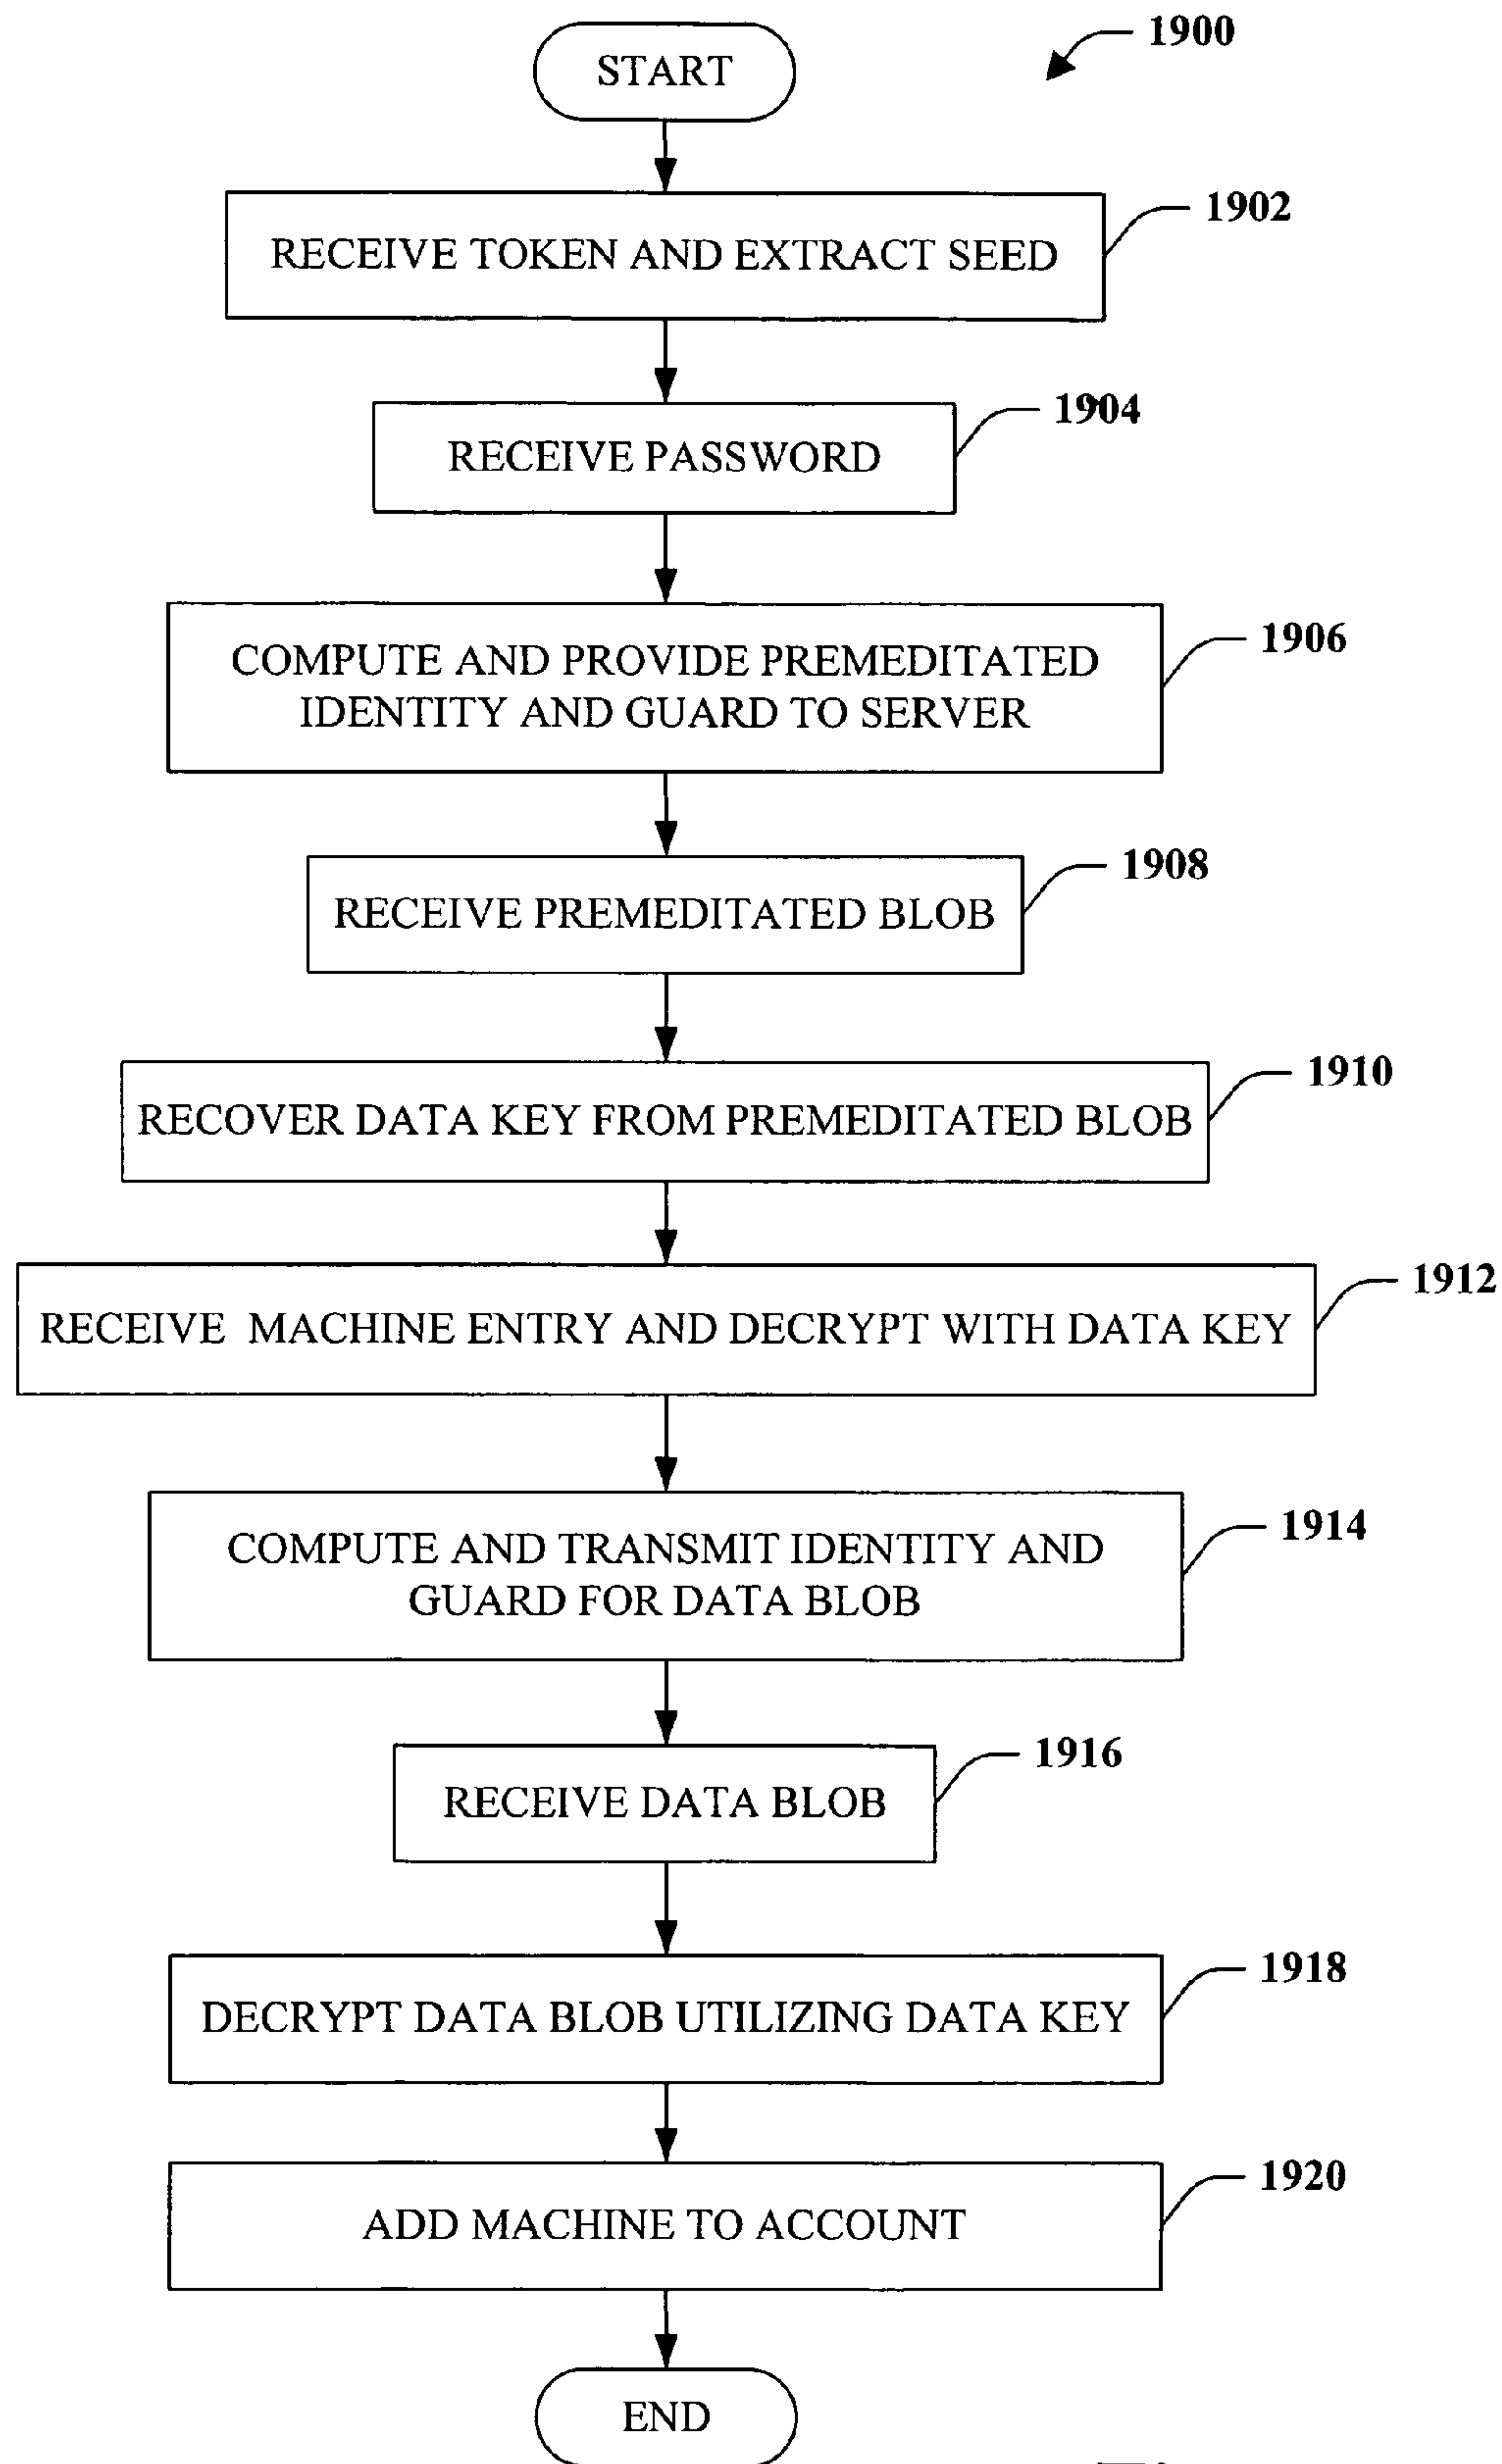 START
1900
1902
RECEIVE TOKEN AND EXTRACT SEED
1904
RECEIVE PASSWORD
1906
COMPUTE AND PROVIDE PREMEDITATED
IDENTITY AND GUARD TO SERVER
1908
RECEIVE PREMEDITATED BLOB
1910
RECOVER DATA KEY FROM PREMEDITATED BLOB
1912
RECEIVE MACHINE ENTRY AND DECRYPT WITH DATA KEY
1914
COMPUTE AND TRANSMIT IDENTITY AND
GUARD FOR DATA BLOB
1916
RECEIVE DATA BLOB
1918
DECRYPT DATA BLOB UTILIZING DATA KEY
1920
ADD MACHINE TO ACCOUNT
END